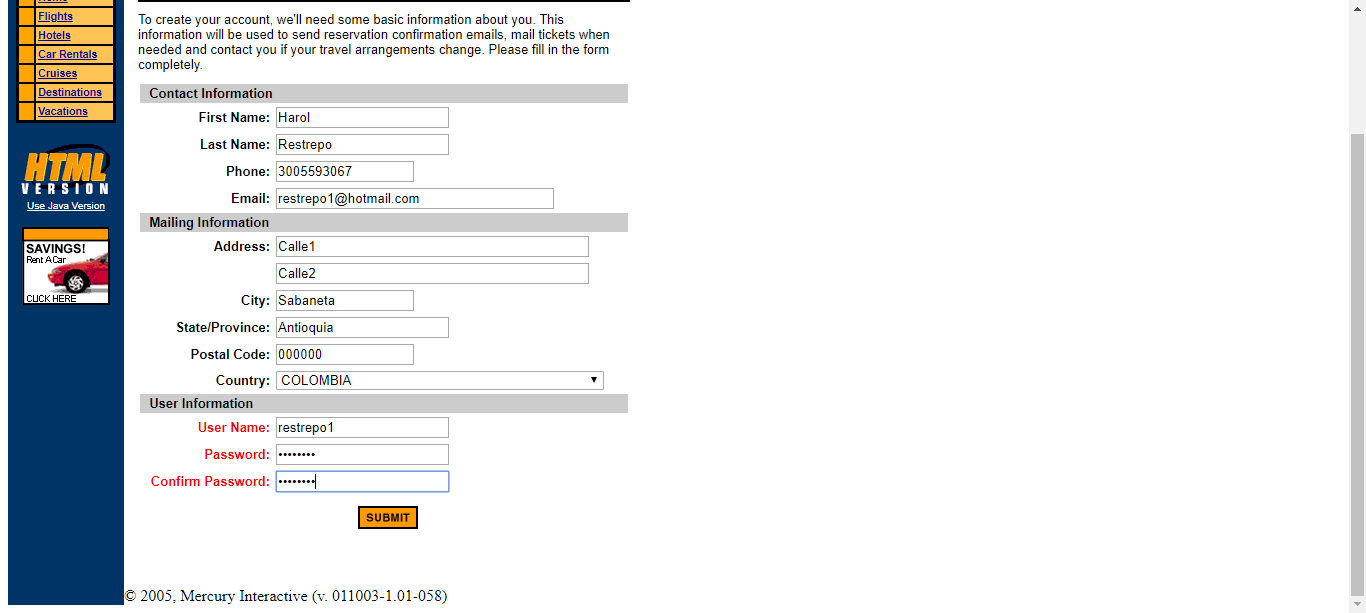 Home
Flights
Hotels
Car Rentals
Cruises
Destinations
Vacations
HTML
VERSION
Use Java Version
SAVINGS!
Rent A Car
CLICK HERE
To create your account, we'll need some basic information about you. This
information will be used to send reservation confirmation emails, mail tickets when
needed and contact you if your travel arrangements change. Please fill in the form
completely.
Contact Information
First Name: Harol
Last Name: Restrepo
Phone: 3005593067
Email: restrepo1@hotmail.com
Mailing Information
Address: Calle1
Calle2
City: Sabaneta
State/Province: Antioquia
Postal Code: 000000
Country: COLOMBIA
User Information
User Name: restrepo1
Password: ••••••••
Confirm Password: ••••••••
SUBMIT
© 2005, Mercury Interactive (v. 011003-1.01-058)